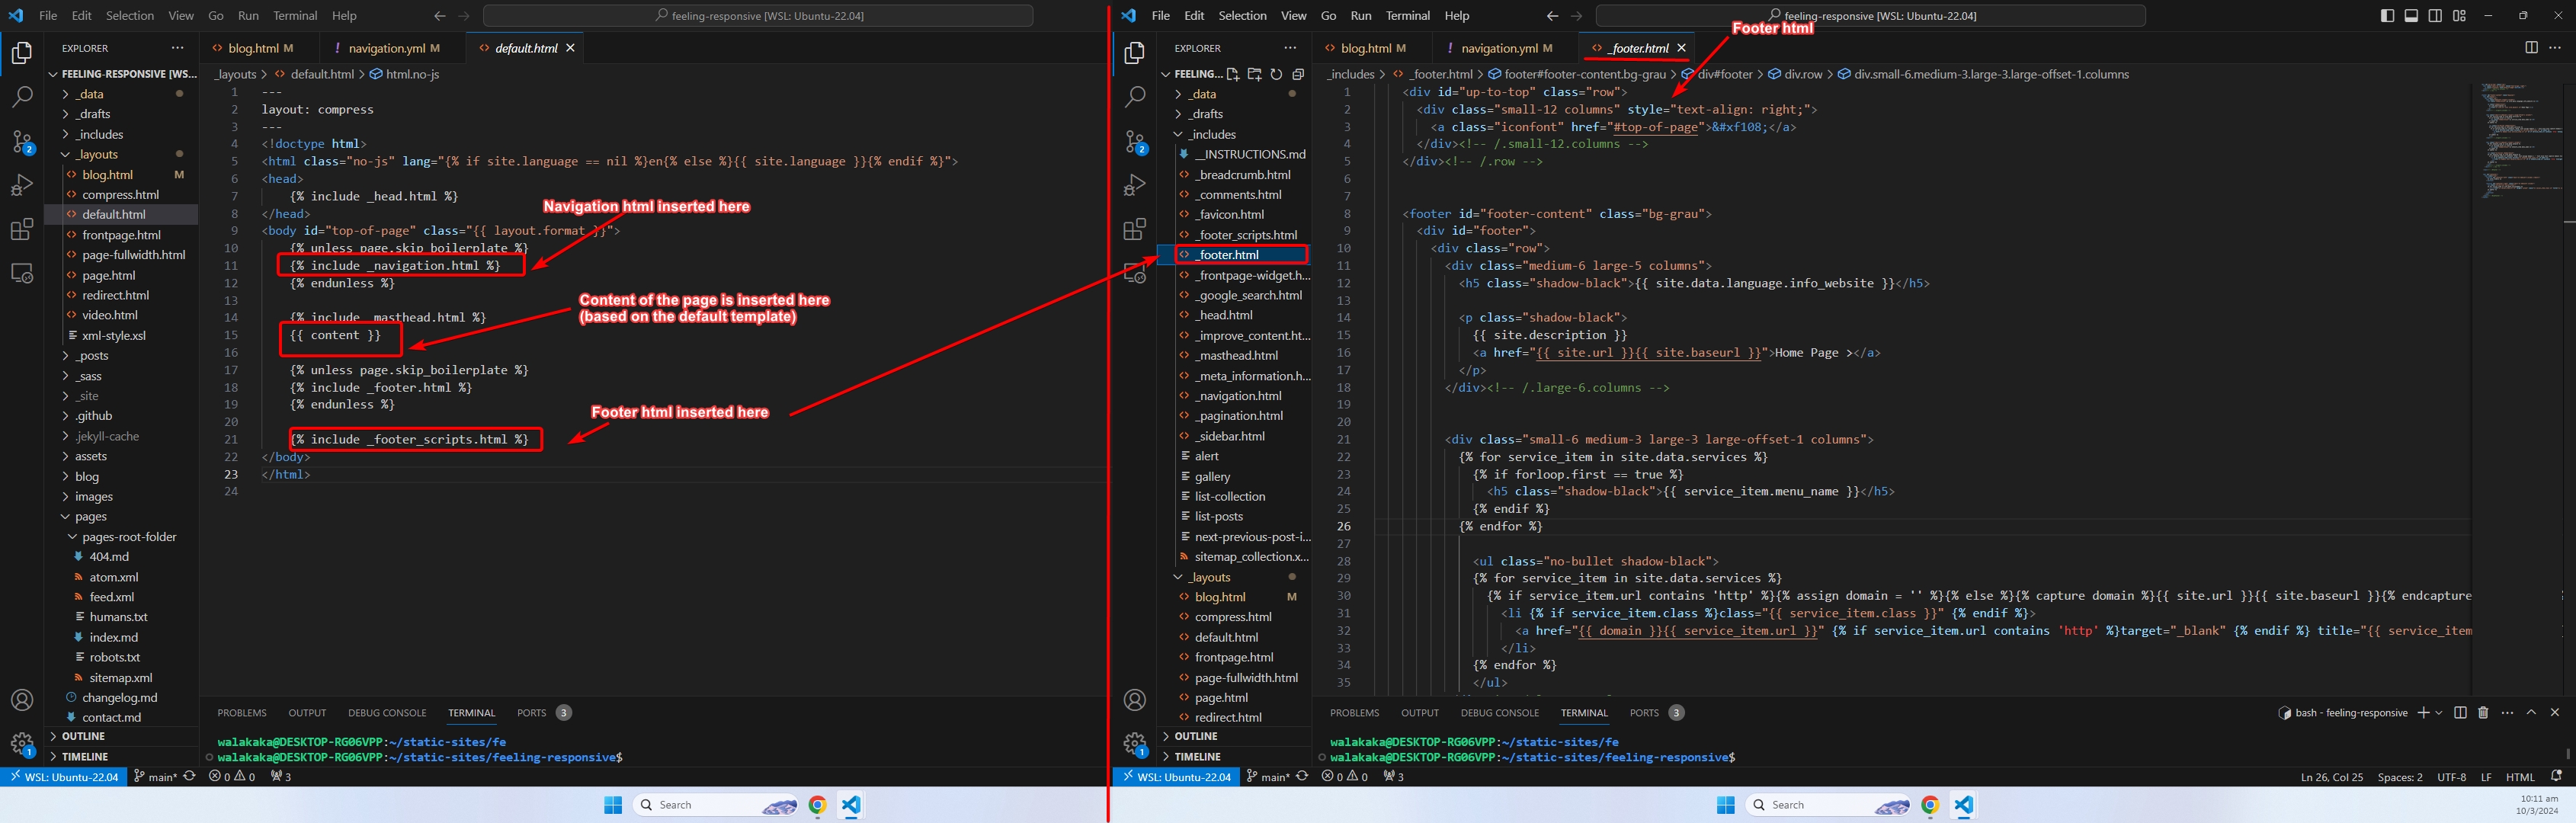 File Edit Selection View Go Run Terminal Help
feeling-responsive [WSL: Ubuntu-22.04]
EXPLORER
FEELING-RESPONSIVE [WS...
_data
_drafts
_includes
_layouts
blog.html M
compress.html
default.html
frontpage.html
page-fullwidth.html
page.html
redirect.html
video.html
xml-style.xsl
_posts
_sass
_site
.github
.jekyll-cache
assets
blog
images
pages
pages-root-folder
404.md
atom.xml
feed.xml
humans.txt
index.md
robots.txt
sitemap.xml
changelog.md
contact.md
OUTLINE
TIMELINE
blog.html M
navigation.yml M
default.html
_layouts > default.html > html.no-js
1 ---
2 layout: compress
3 ---
4 <!doctype html>
5 <html class="no-js" lang="{% if site.language == nil %}en{% else %}{{ site.language }}{% endif %}">
6 <head>
7 {% include _head.html %}
8 </head>
9 <body id="top-of-page" class="{{ layout.format }}">
10 {% unless page.skip_boilerplate %}
11 {% include _navigation.html %}
12 {% endunless %}
13
14 {% include _masthead.html %}
15 {{ content }}
16
17 {% unless page.skip_boilerplate %}
18 {% include _footer.html %}
19 {% endunless %}
20
21 {% include _footer_scripts.html %}
22 </body>
23 </html>
24
Navigation html inserted here
Content of the page is inserted here
(based on the default template)
Footer html inserted here
PROBLEMS OUTPUT DEBUG CONSOLE TERMINAL PORTS 3
walakaka@DESKTOP-RG06VPP:~/static-sites/fe
walakaka@DESKTOP-RG06VPP:~/static-sites/feeling-responsive$
2
1
WSL: Ubuntu-22.04 main* 0 0 3
Search
File Edit Selection View Go Run Terminal Help
feeling-responsive [WSL: Ubuntu-22.04]
Footer html
EXPLORER
FEELING...
_data
_drafts
_includes
__INSTRUCTIONS.md
_breadcrumb.html
_comments.html
_favicon.html
_footer_scripts.html
_footer.html
_frontpage-widget.h...
_google_search.html
_head.html
_improve_content.ht...
_masthead.html
_meta_information.h...
_navigation.html
_pagination.html
_sidebar.html
alert
gallery
list-collection
list-posts
next-previous-post-i...
sitemap_collection.x...
_layouts
blog.html M
compress.html
default.html
frontpage.html
page-fullwidth.html
page.html
redirect.html
OUTLINE
TIMELINE
blog.html M
navigation.yml M
_footer.html
_includes > _footer.html > footer#footer-content.bg-grau > div#footer > div.row > div.small-6.medium-3.large-3.large-offset-1.columns
1 <div id="up-to-top" class="row">
2 <div class="small-12 columns" style="text-align: right;">
3 <a class="iconfont" href="#top-of-page">&#xf108;</a>
4 </div><!-- /.small-12.columns -->
5 </div><!-- /.row -->
6
7
8 <footer id="footer-content" class="bg-grau">
9 <div id="footer">
10 <div class="row">
11 <div class="medium-6 large-5 columns">
12 <h5 class="shadow-black">{{ site.data.language.info_website }}</h5>
13
14 <p class="shadow-black">
15 {{ site.description }}
16 <a href="{{ site.url }}{{ site.baseurl }}">Home Page ></a>
17 </p>
18 </div><!-- /.large-6.columns -->
19
20
21 <div class="small-6 medium-3 large-3 large-offset-1 columns">
22 {% for service_item in site.data.services %}
23 {% if forloop.first == true %}
24 <h5 class="shadow-black">{{ service_item.menu_name }}</h5>
25 {% endif %}
26 {% endfor %}
27
28 <ul class="no-bullet shadow-black">
29 {% for service_item in site.data.services %}
30 {% if service_item.url contains 'http' %}{% assign domain = '' %}{% else %}{% capture domain %}{{ site.url }}{{ site.baseurl }}{% endcapture
31 <li {% if service_item.class %}class="{{ service_item.class }}" {% endif %}>
32 <a href="{{ domain }}{{ service_item.url }}" {% if service_item.url contains 'http' %}target="_blank" {% endif %} title="{{ service_item
33 </li>
34 {% endfor %}
35 </ul>
PROBLEMS OUTPUT DEBUG CONSOLE TERMINAL PORTS 3
bash - feeling-responsive
walakaka@DESKTOP-RG06VPP:~/static-sites/fe
walakaka@DESKTOP-RG06VPP:~/static-sites/feeling-responsive$
2
1
WSL: Ubuntu-22.04 main* 0 0 3
Ln 26, Col 25 Spaces: 2 UTF-8 LF HTML
Search
10:11 am
10/3/2024